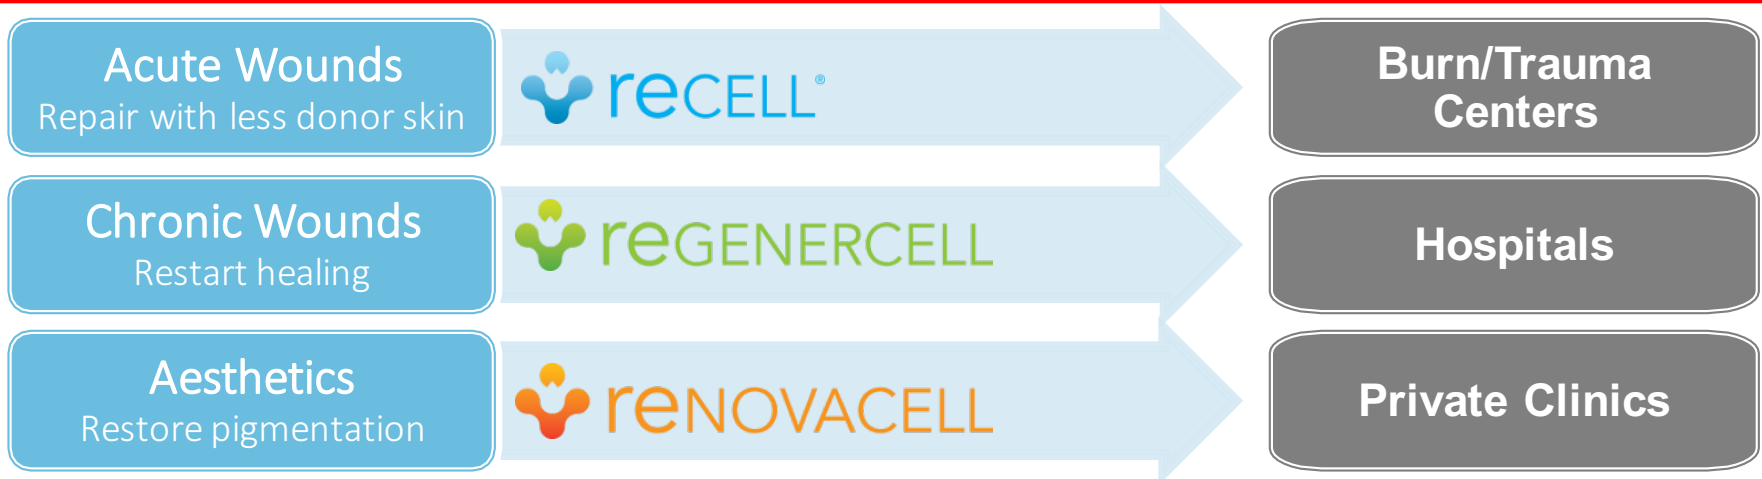 Acute Wounds
Repair with less donor skin
reCELL®
Burn/Trauma
Centers
Chronic Wounds
Restart healing
reGENERCELL
Hospitals
Aesthetics
Restore pigmentation
reNOVACELL
Private Clinics